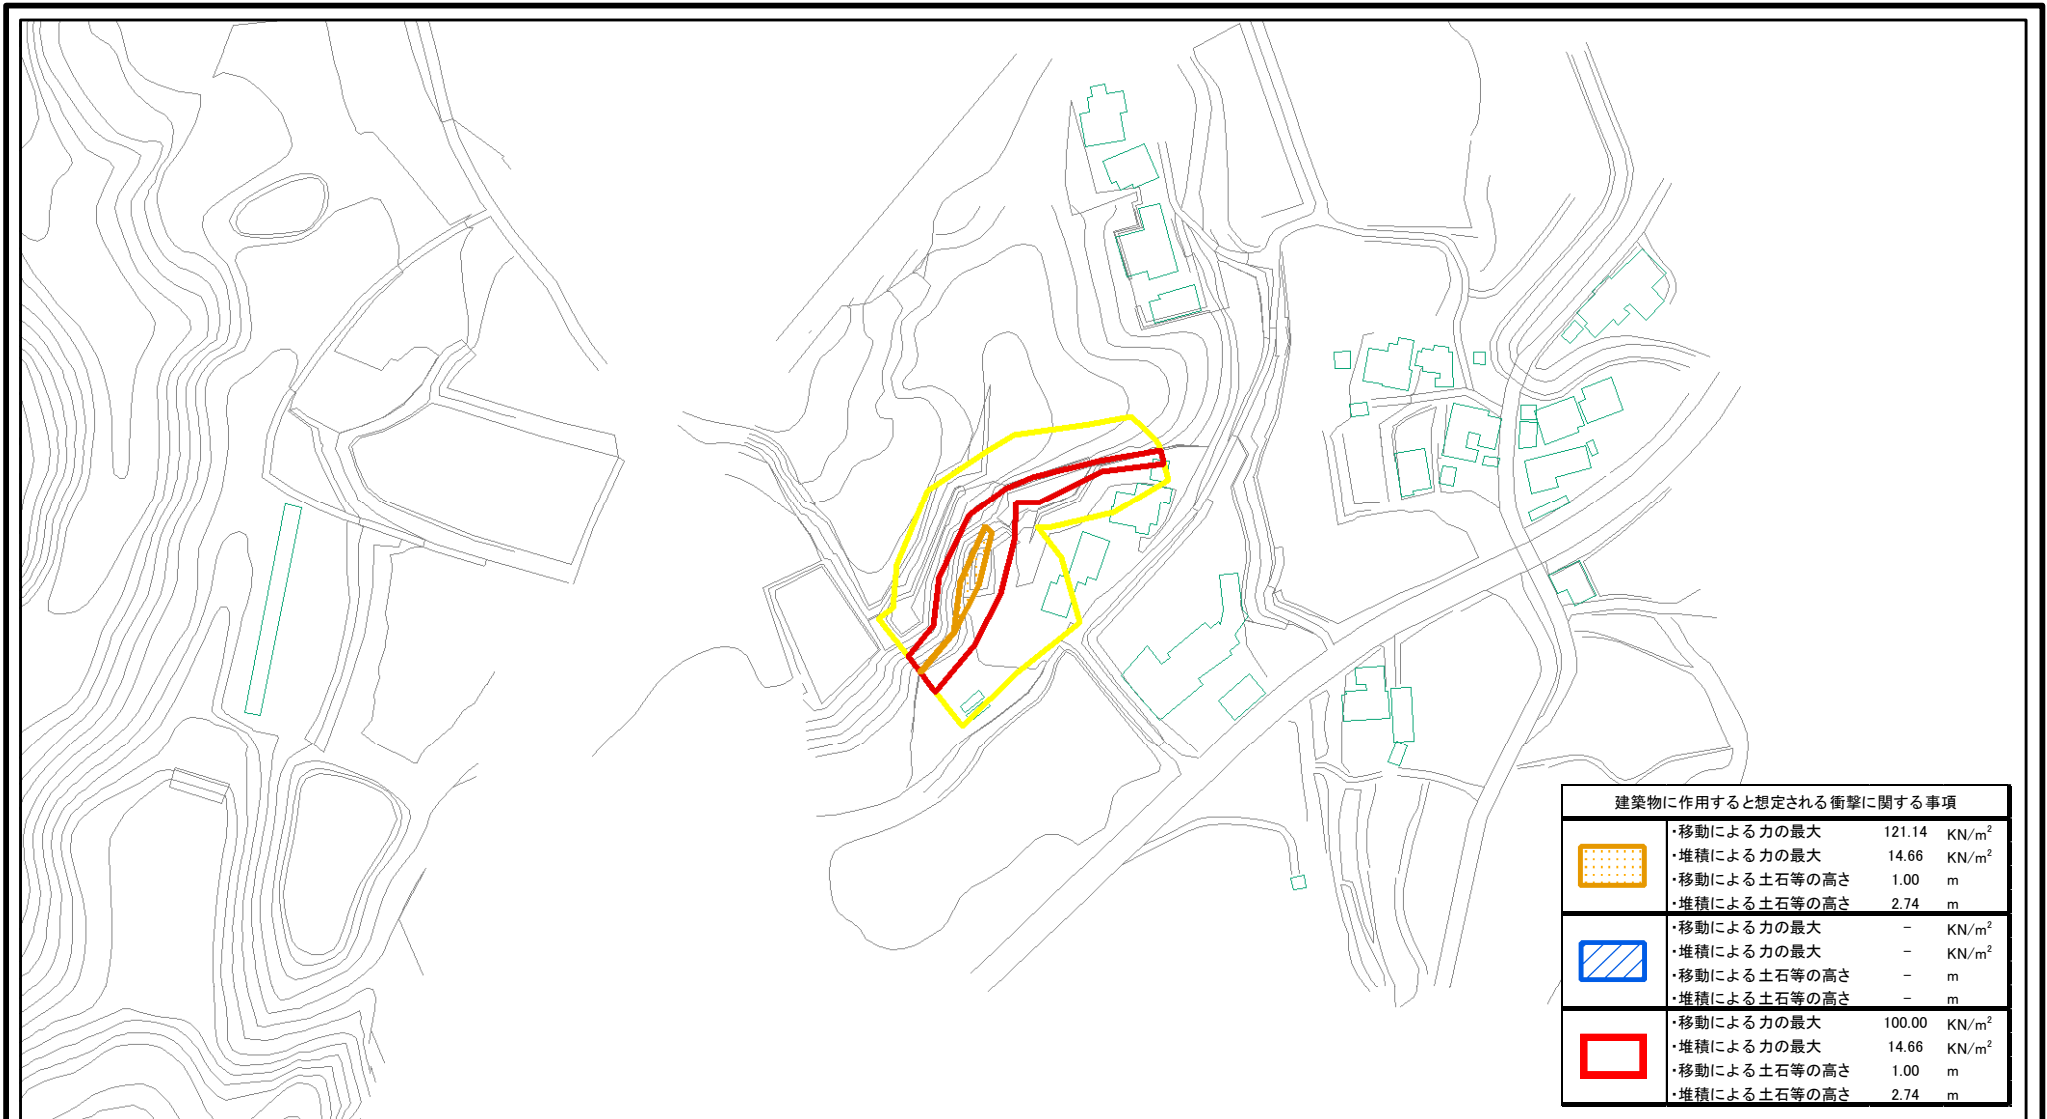 建築物に作用すると想定される衝撃に関する事項
・移動による力の最大 121.14 KN/m²
・堆積による力の最大 14.66 KN/m²
・移動による土石等の高さ 1.00 m
・堆積による土石等の高さ 2.74 m
・移動による力の最大 － KN/m²
・堆積による力の最大 － KN/m²
・移動による土石等の高さ － m
・堆積による土石等の高さ － m
・移動による力の最大 100.00 KN/m²
・堆積による力の最大 14.66 KN/m²
・移動による土石等の高さ 1.00 m
・堆積による土石等の高さ 2.74 m